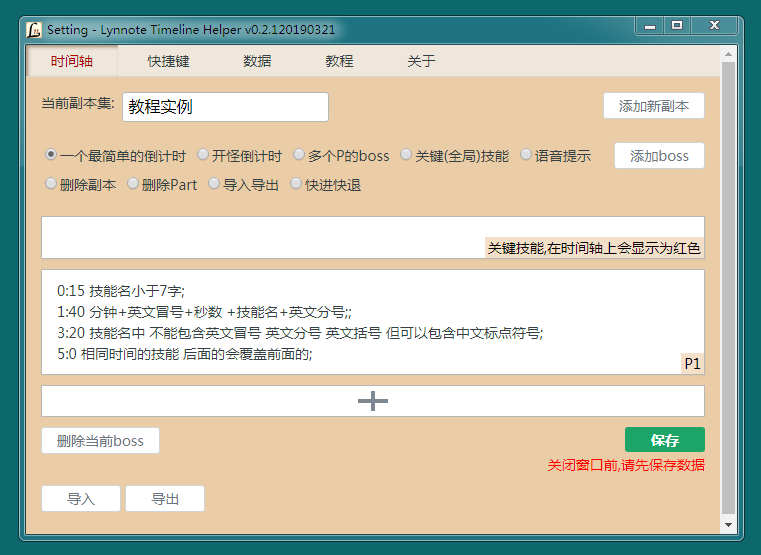 Setting - Lynnote Timeline Helper v0.2.120190321
时间轴 快捷键 数据 教程 关于
当前副本集: 教程实例 添加新副本
一个最简单的倒计时 开怪倒计时 多个P的boss 关键(全局)技能 语音提示 添加boss
删除副本 删除Part 导入导出 快进快退
关键技能,在时间轴上会显示为红色
0:15 技能名小于7字;
1:40 分钟+英文冒号+秒数 +技能名+英文分号;;
3:20 技能名中 不能包含英文冒号 英文分号 英文括号 但可以包含中文标点符号;
5:0 相同时间的技能 后面的会覆盖前面的;
P1
删除当前boss 保存
关闭窗口前,请先保存数据
导入 导出